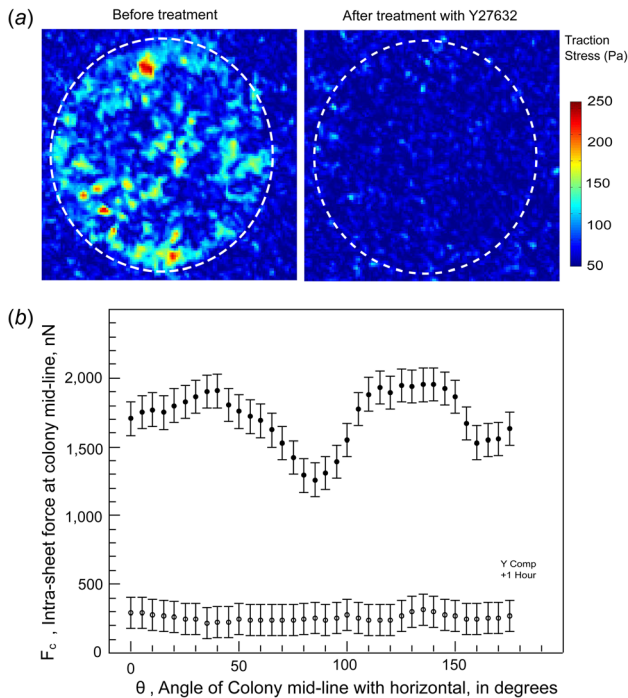 (a)
Before treatment
After treatment with Y27632
Traction
Stress (Pa)
250
200
150
100
50
(b)
F_c , Intra-sheet force at colony mid-line, nN
2,000
1,500
1,000
500
0
Y Comp
+1 Hour
0
50
100
150
θ , Angle of Colony mid-line with horizontal, in degrees